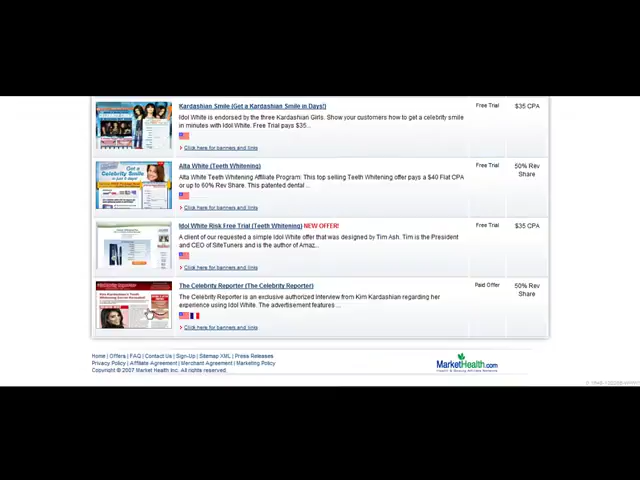 Kardashian Smile (Get a Kardashian Smile in Days!)
Free Trial
$35 CPA
Idol White is endorsed by the three Kardashian Girls. Show your customers how to get a celebrity smile
in minutes with Idol White. Free Trial pays $35...
Click here for banners and links
Get a
Celebrity Smile
Alta White (Teeth Whitening)
Free Trial
50% Rev
Share
Alta White Teeth Whitening Affiliate Program: This top selling Teeth Whitening offer pays a $40 Flat CPA
or up to 60% Rev Share. This patented dental ...
Click here for banners and links
Idol White Risk Free Trial (Teeth Whitening) NEW OFFER!
Free Trial
$35 CPA
A client of our requested a simple Idol White offer that was designed by Tim Ash. Tim is the President
and CEO of SiteTuners and is the author of Amaz...
Click here for banners and links
The Celebrity Reporter (The Celebrity Reporter)
Paid Offer
50% Rev
Share
The Celebrity Reporter is an exclusive authorized interview from Kim Kardashian regarding her
experience using Idol White. The advertisement features ...
Click here for banners and links
Home | Offers | FAQ | Contact Us | Sign-Up | Sitemap XML | Press Releases
Privacy Policy | Affiliate Agreement | Merchant Agreement | Marketing Policy
Copyright © 2007 Market Health Inc. All rights reserved.
MarketHealth.com